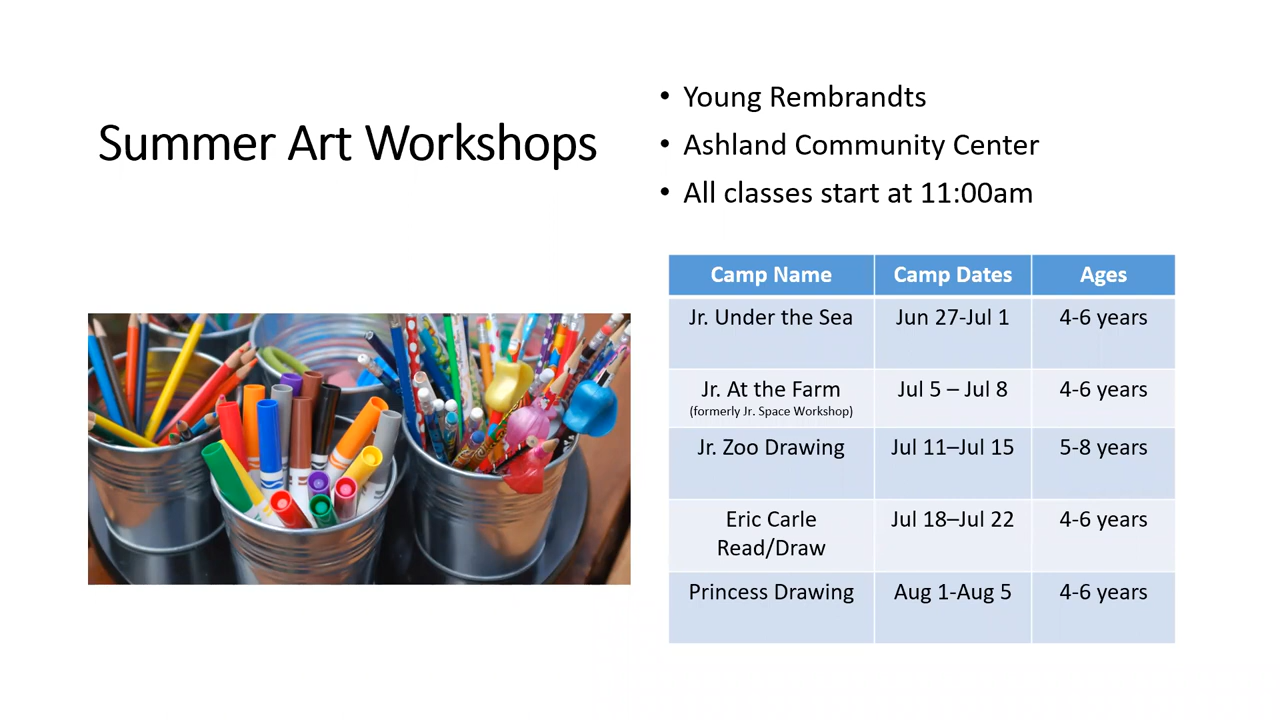 Summer Art Workshops
• Young Rembrandts
• Ashland Community Center
• All classes start at 11:00am
Camp Name Camp Dates Ages
Jr. Under the Sea Jun 27-Jul 1 4-6 years
Jr. At the Farm Jul 5 – Jul 8 4-6 years
(formerly Jr. Space Workshop)
Jr. Zoo Drawing Jul 11–Jul 15 5-8 years
Eric Carle Jul 18–Jul 22 4-6 years
Read/Draw
Princess Drawing Aug 1-Aug 5 4-6 years